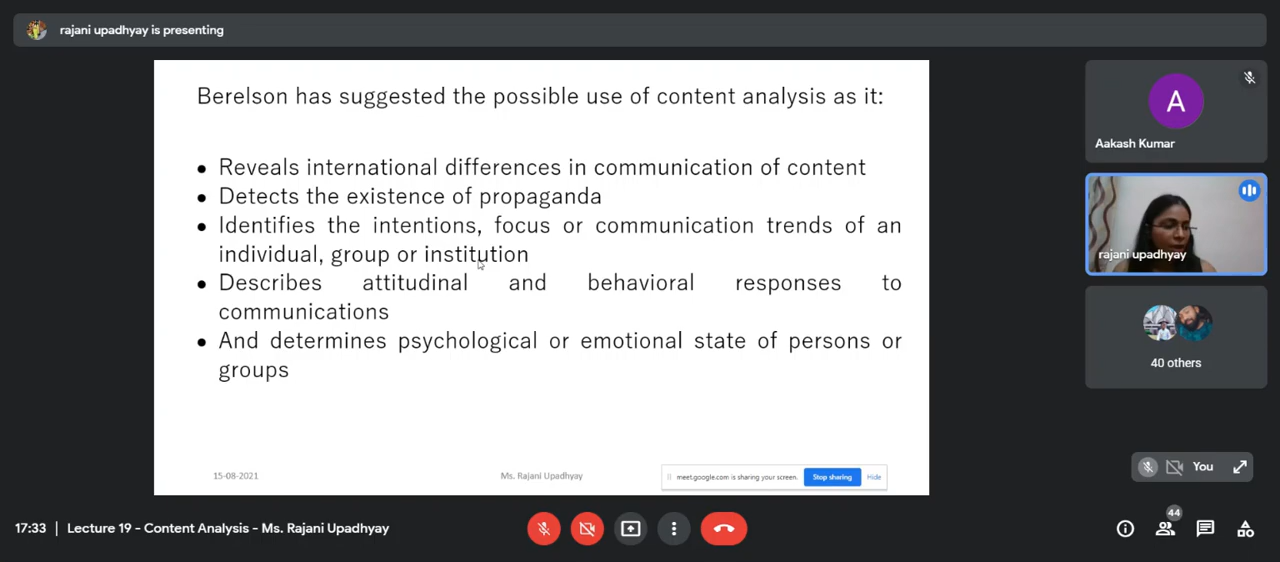 rajani upadhyay is presenting
Berelson has suggested the possible use of content analysis as it:
• Reveals international differences in communication of content
• Detects the existence of propaganda
• Identifies the intentions, focus or communication trends of an
individual, group or institution
• Describes attitudinal and behavioral responses to
communications
• And determines psychological or emotional state of persons or
groups
15-08-2021
Ms. Rajani Upadhyay
meet.google.com is sharing your screen.
Stop sharing
Hide
A
Aakash Kumar
rajani upadhyay
40 others
You
17:33 | Lecture 19 - Content Analysis - Ms. Rajani Upadhyay
44